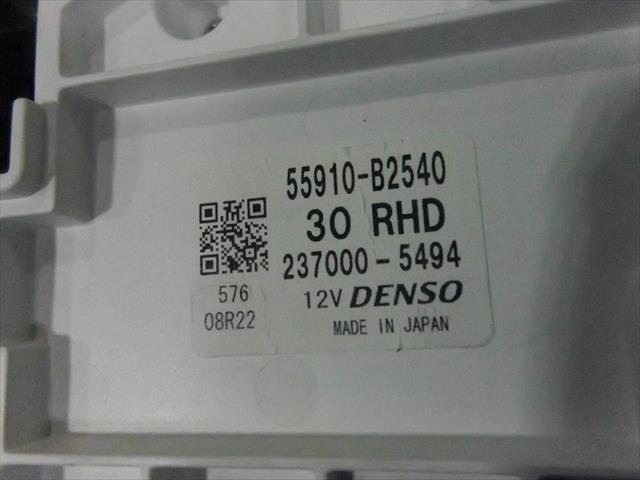 55910-B2540
30 RHD
237000-5494
576
12V DENSO
08R22
MADE IN JAPAN